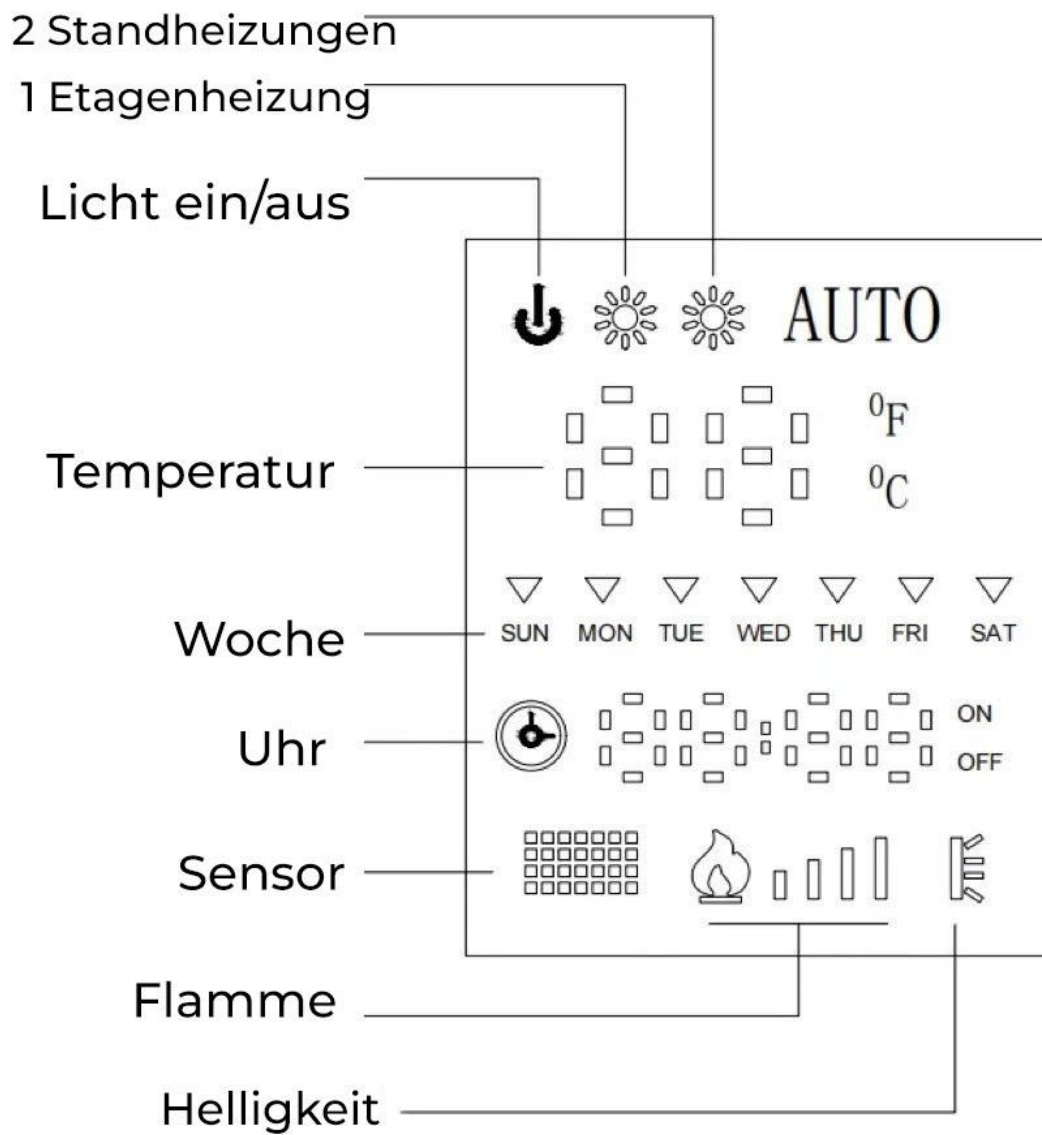 2 Standheizungen
1 Etagenheizung
Licht ein/aus
AUTO
Temperatur
⁰F
⁰C
Woche
SUN MON TUE WED THU FRI SAT
Uhr
ON
OFF
Sensor
Flamme
Helligkeit